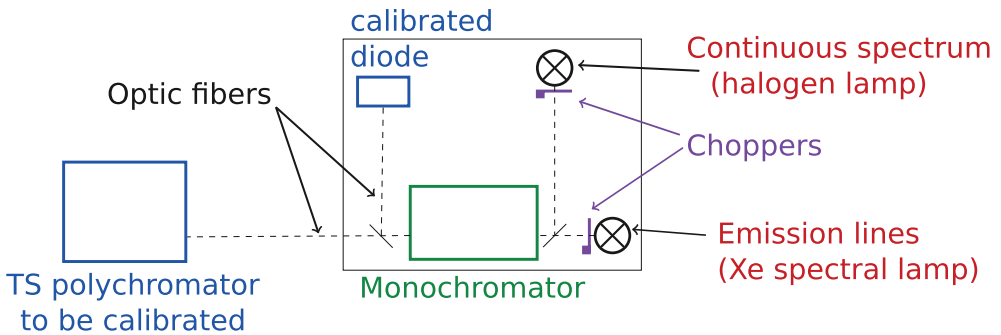 calibrated
diode
Continuous spectrum
(halogen lamp)
Optic fibers
Choppers
Emission lines
(Xe spectral lamp)
TS polychromator
to be calibrated
Monochromator